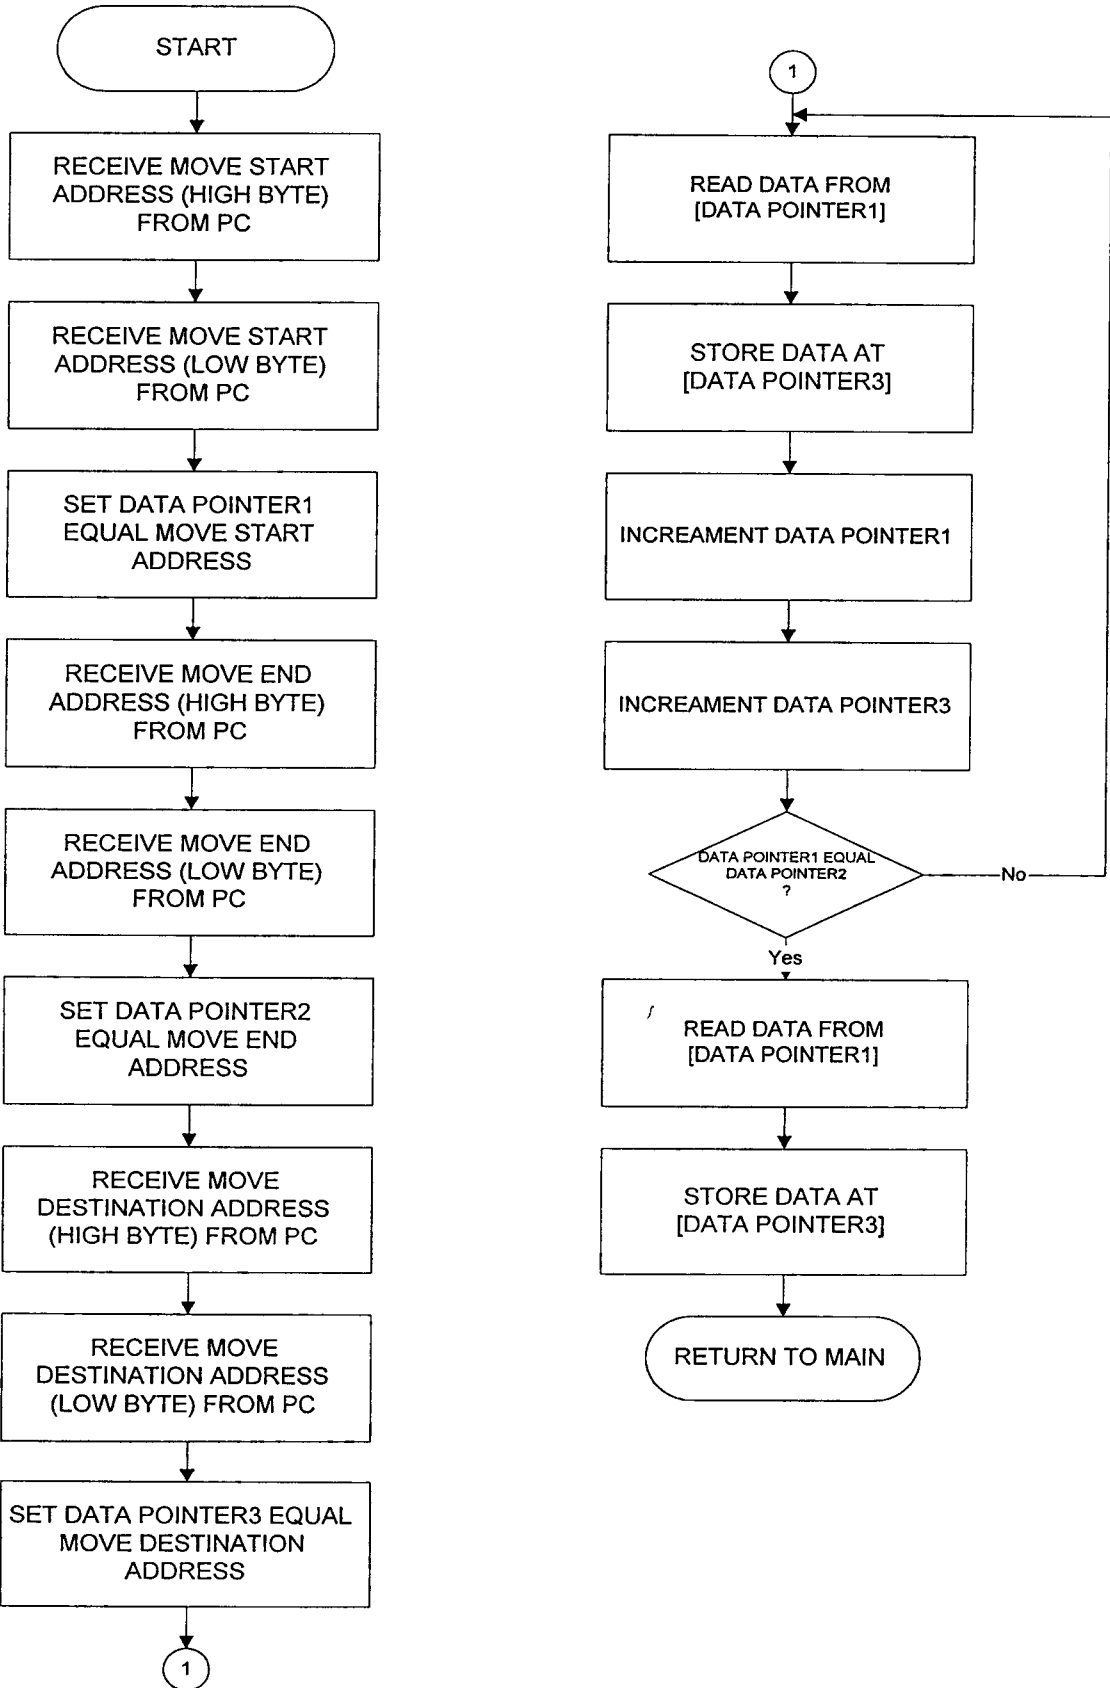 START
RECEIVE MOVE START
ADDRESS (HIGH BYTE)
FROM PC
RECEIVE MOVE START
ADDRESS (LOW BYTE)
FROM PC
SET DATA POINTER1
EQUAL MOVE START
ADDRESS
RECEIVE MOVE END
ADDRESS (HIGH BYTE)
FROM PC
RECEIVE MOVE END
ADDRESS (LOW BYTE)
FROM PC
SET DATA POINTER2
EQUAL MOVE END
ADDRESS
RECEIVE MOVE
DESTINATION ADDRESS
(HIGH BYTE) FROM PC
RECEIVE MOVE
DESTINATION ADDRESS
(LOW BYTE) FROM PC
SET DATA POINTER3 EQUAL
MOVE DESTINATION
ADDRESS
1
1
READ DATA FROM
[DATA POINTER1]
STORE DATA AT
[DATA POINTER3]
INCREAMENT DATA POINTER1
INCREAMENT DATA POINTER3
DATA POINTER1 EQUAL
DATA POINTER2
?
No
Yes
READ DATA FROM
[DATA POINTER1]
STORE DATA AT
[DATA POINTER3]
RETURN TO MAIN